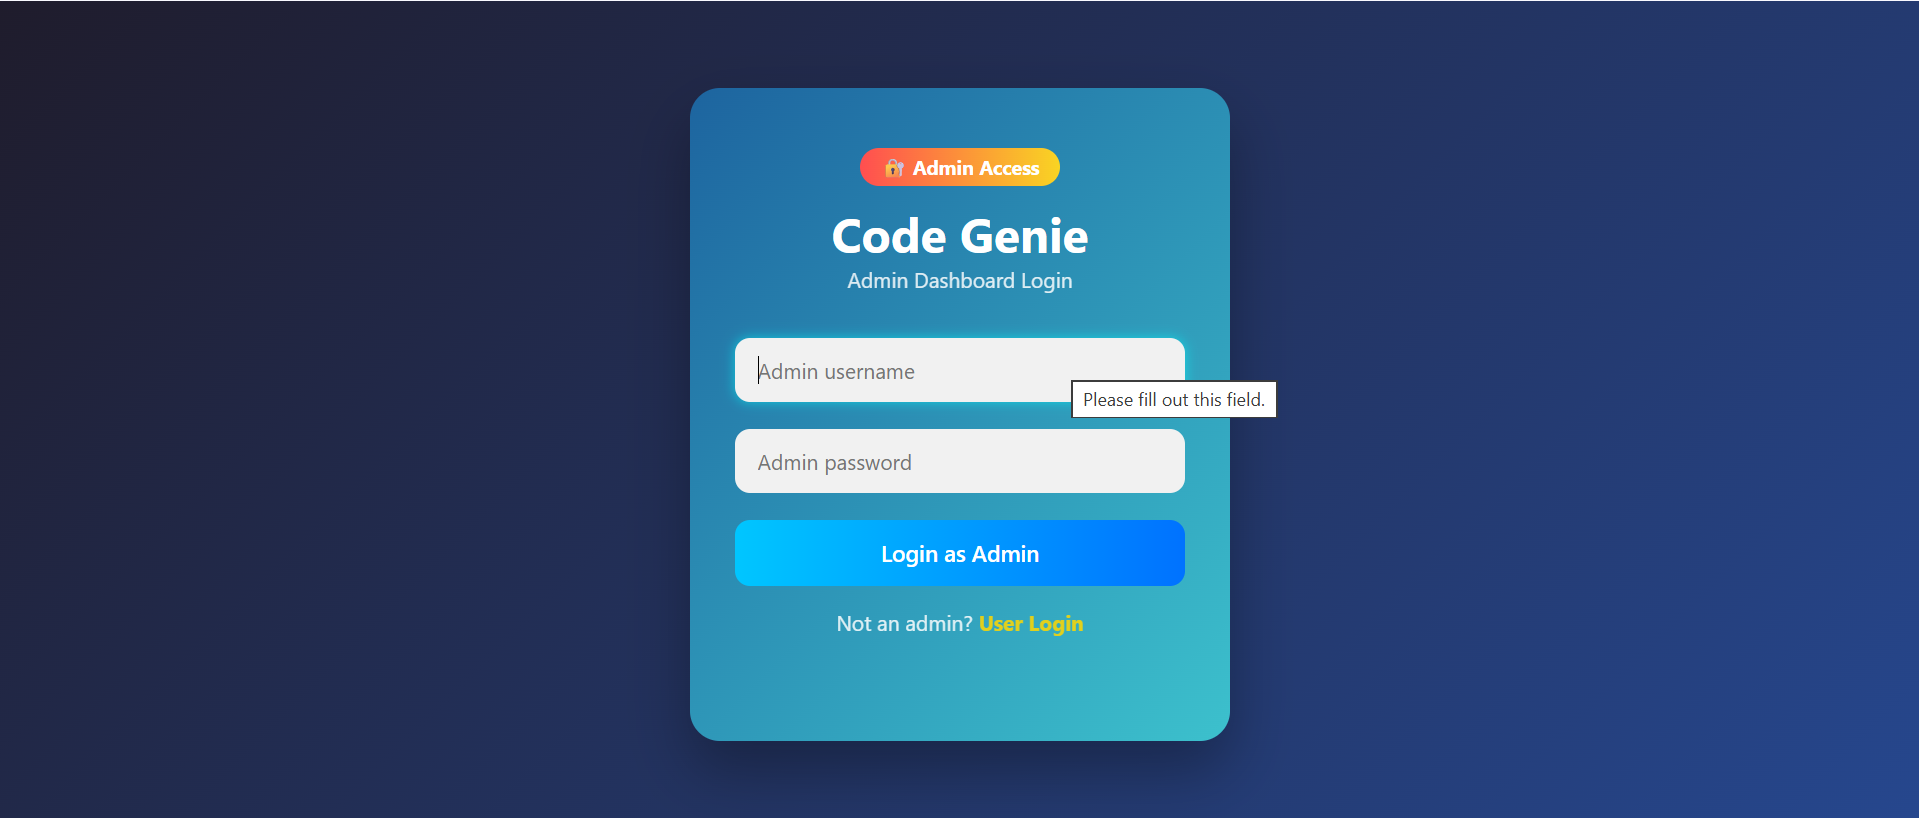 🔐 Admin Access
Code Genie
Admin Dashboard Login
Admin username
Please fill out this field.
Admin password
Login as Admin
Not an admin? User Login